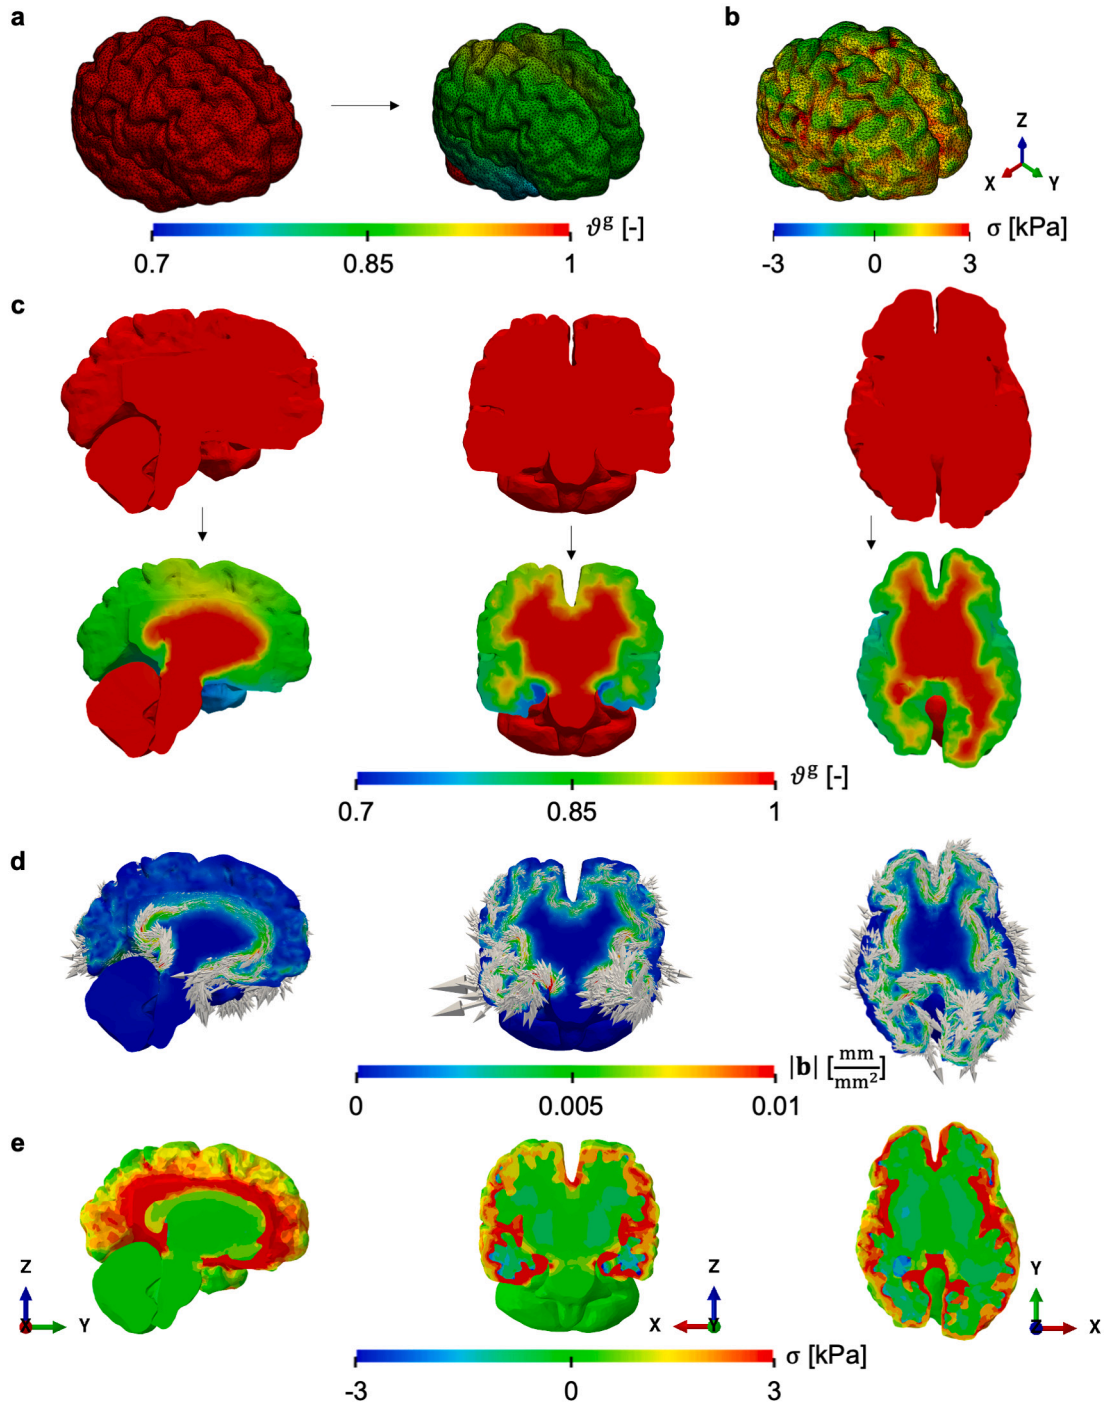 a
b
Z
X
Y
ϑᵍ [-]
0.7
0.85
1
σ [kPa]
-3
0
3
c
ϑᵍ [-]
0.7
0.85
1
d
|b| [mm/mm²]
0
0.005
0.01
e
Z
X
Y
Z
X
Y
Y
Z
X
σ [kPa]
-3
0
3